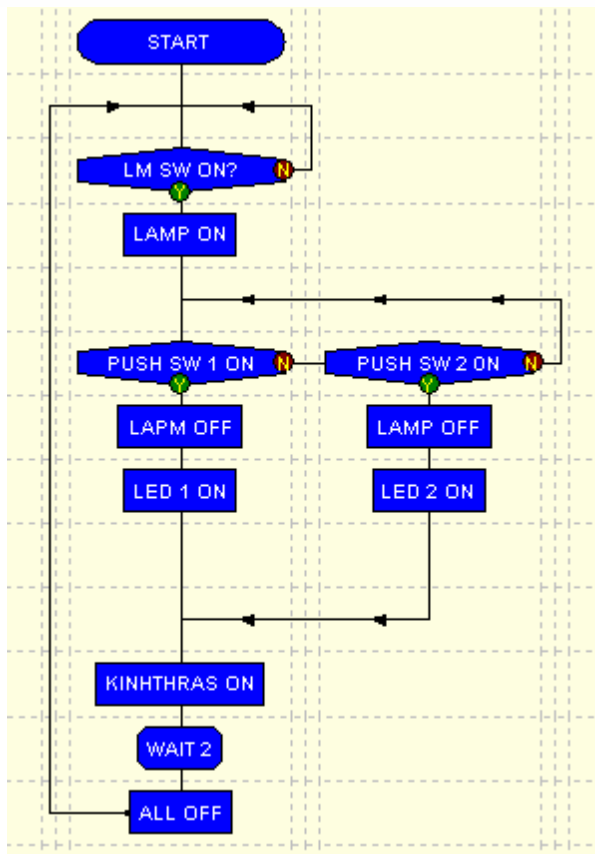 START
LM SW ON?
N
Y
LAMP ON
PUSH SW 1 ON
N
PUSH SW 2 ON
N
Y
Y
LAPM OFF
LAMP OFF
LED 1 ON
LED 2 ON
KINHTHRAS ON
WAIT 2
ALL OFF